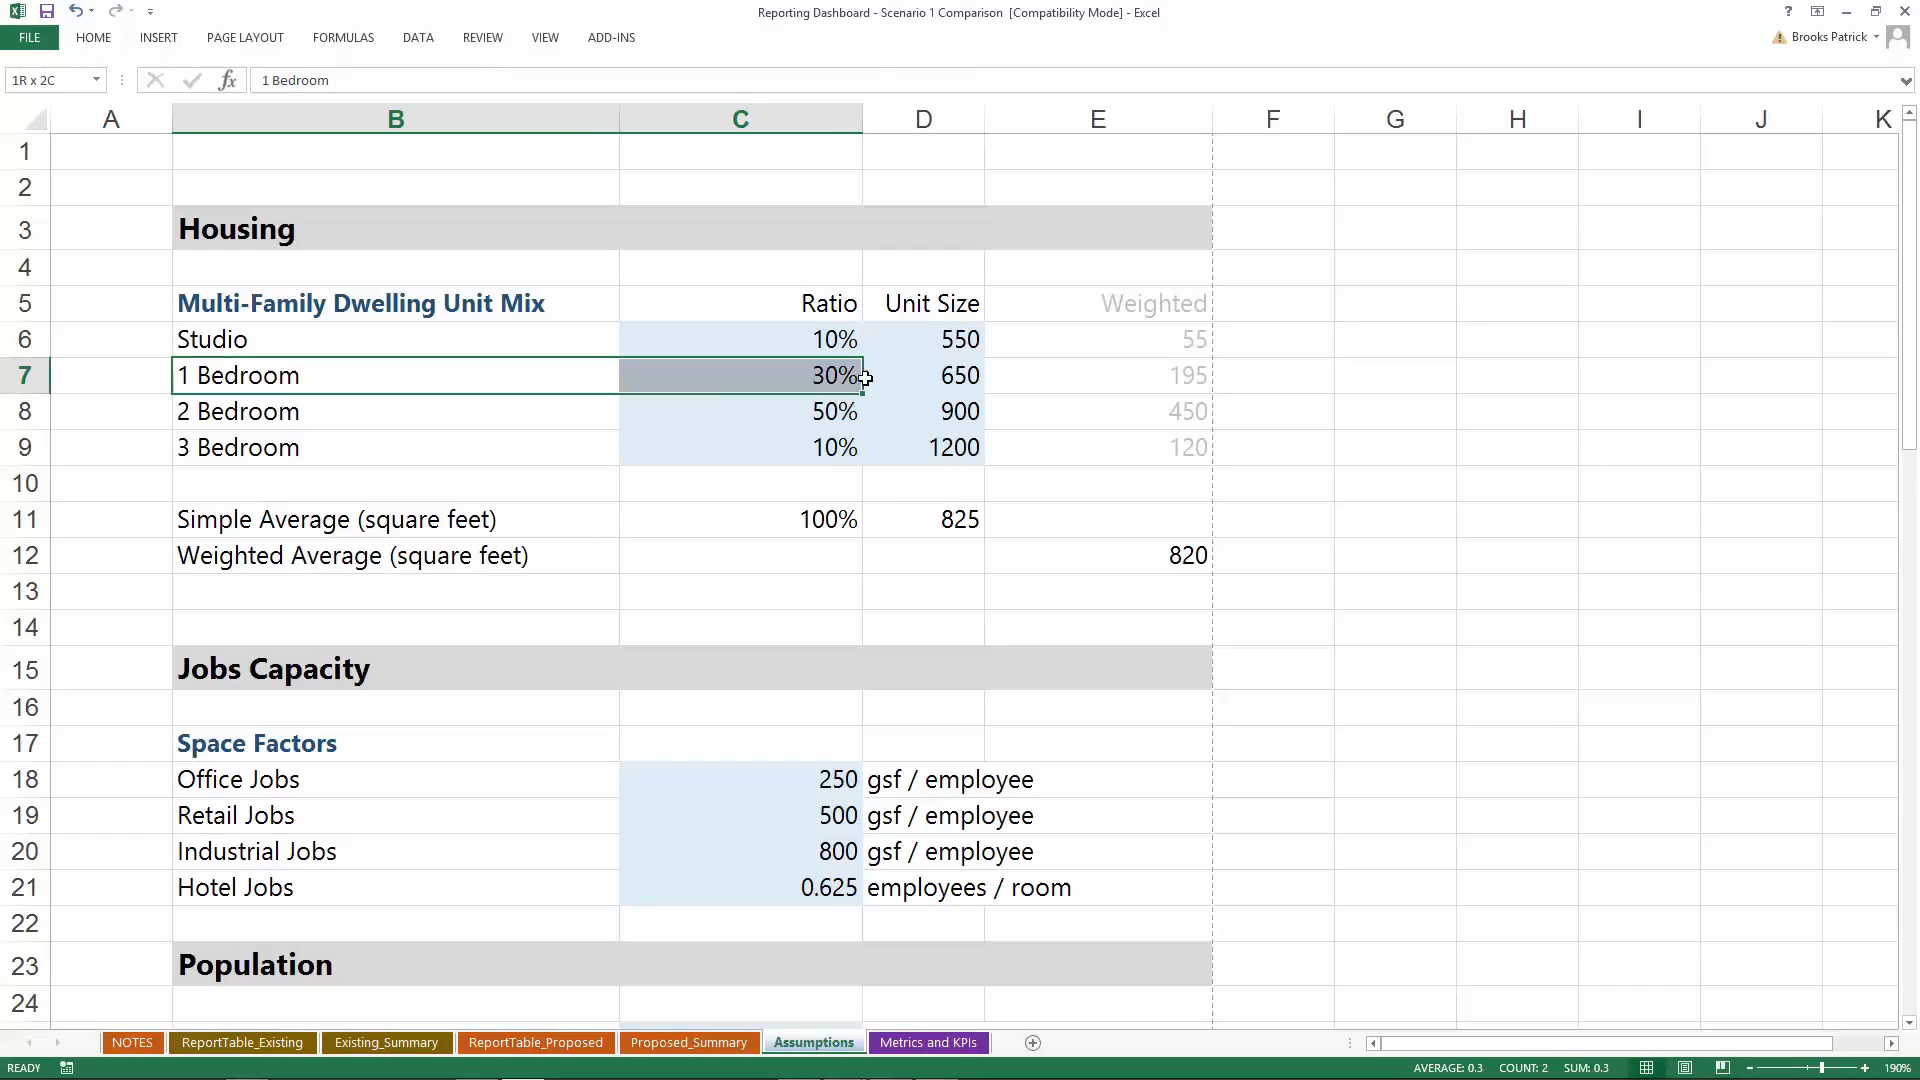 Reporting Dashboard - Scenario 1 Comparison [Compatibility Mode] - Excel
?
FILE HOME INSERT PAGE LAYOUT FORMULAS DATA REVIEW VIEW ADD-INS Brooks Patrick
1R x 2C fx 1 Bedroom
A B C D E F G H I J K
1
2
3 Housing
4
5 Multi-Family Dwelling Unit Mix Ratio Unit Size Weighted
6 Studio 10% 550 55
7 1 Bedroom 30% 650 195
8 2 Bedroom 50% 900 450
9 3 Bedroom 10% 1200 120
10
11 Simple Average (square feet) 100% 825
12 Weighted Average (square feet) 820
13
14
15 Jobs Capacity
16
17 Space Factors
18 Office Jobs 250 gsf / employee
19 Retail Jobs 500 gsf / employee
20 Industrial Jobs 800 gsf / employee
21 Hotel Jobs 0.625 employees / room
22
23 Population
24
NOTES ReportTable_Existing Existing_Summary ReportTable_Proposed Proposed_Summary Assumptions Metrics and KPIs
READY AVERAGE: 0.3 COUNT: 2 SUM: 0.3 190%